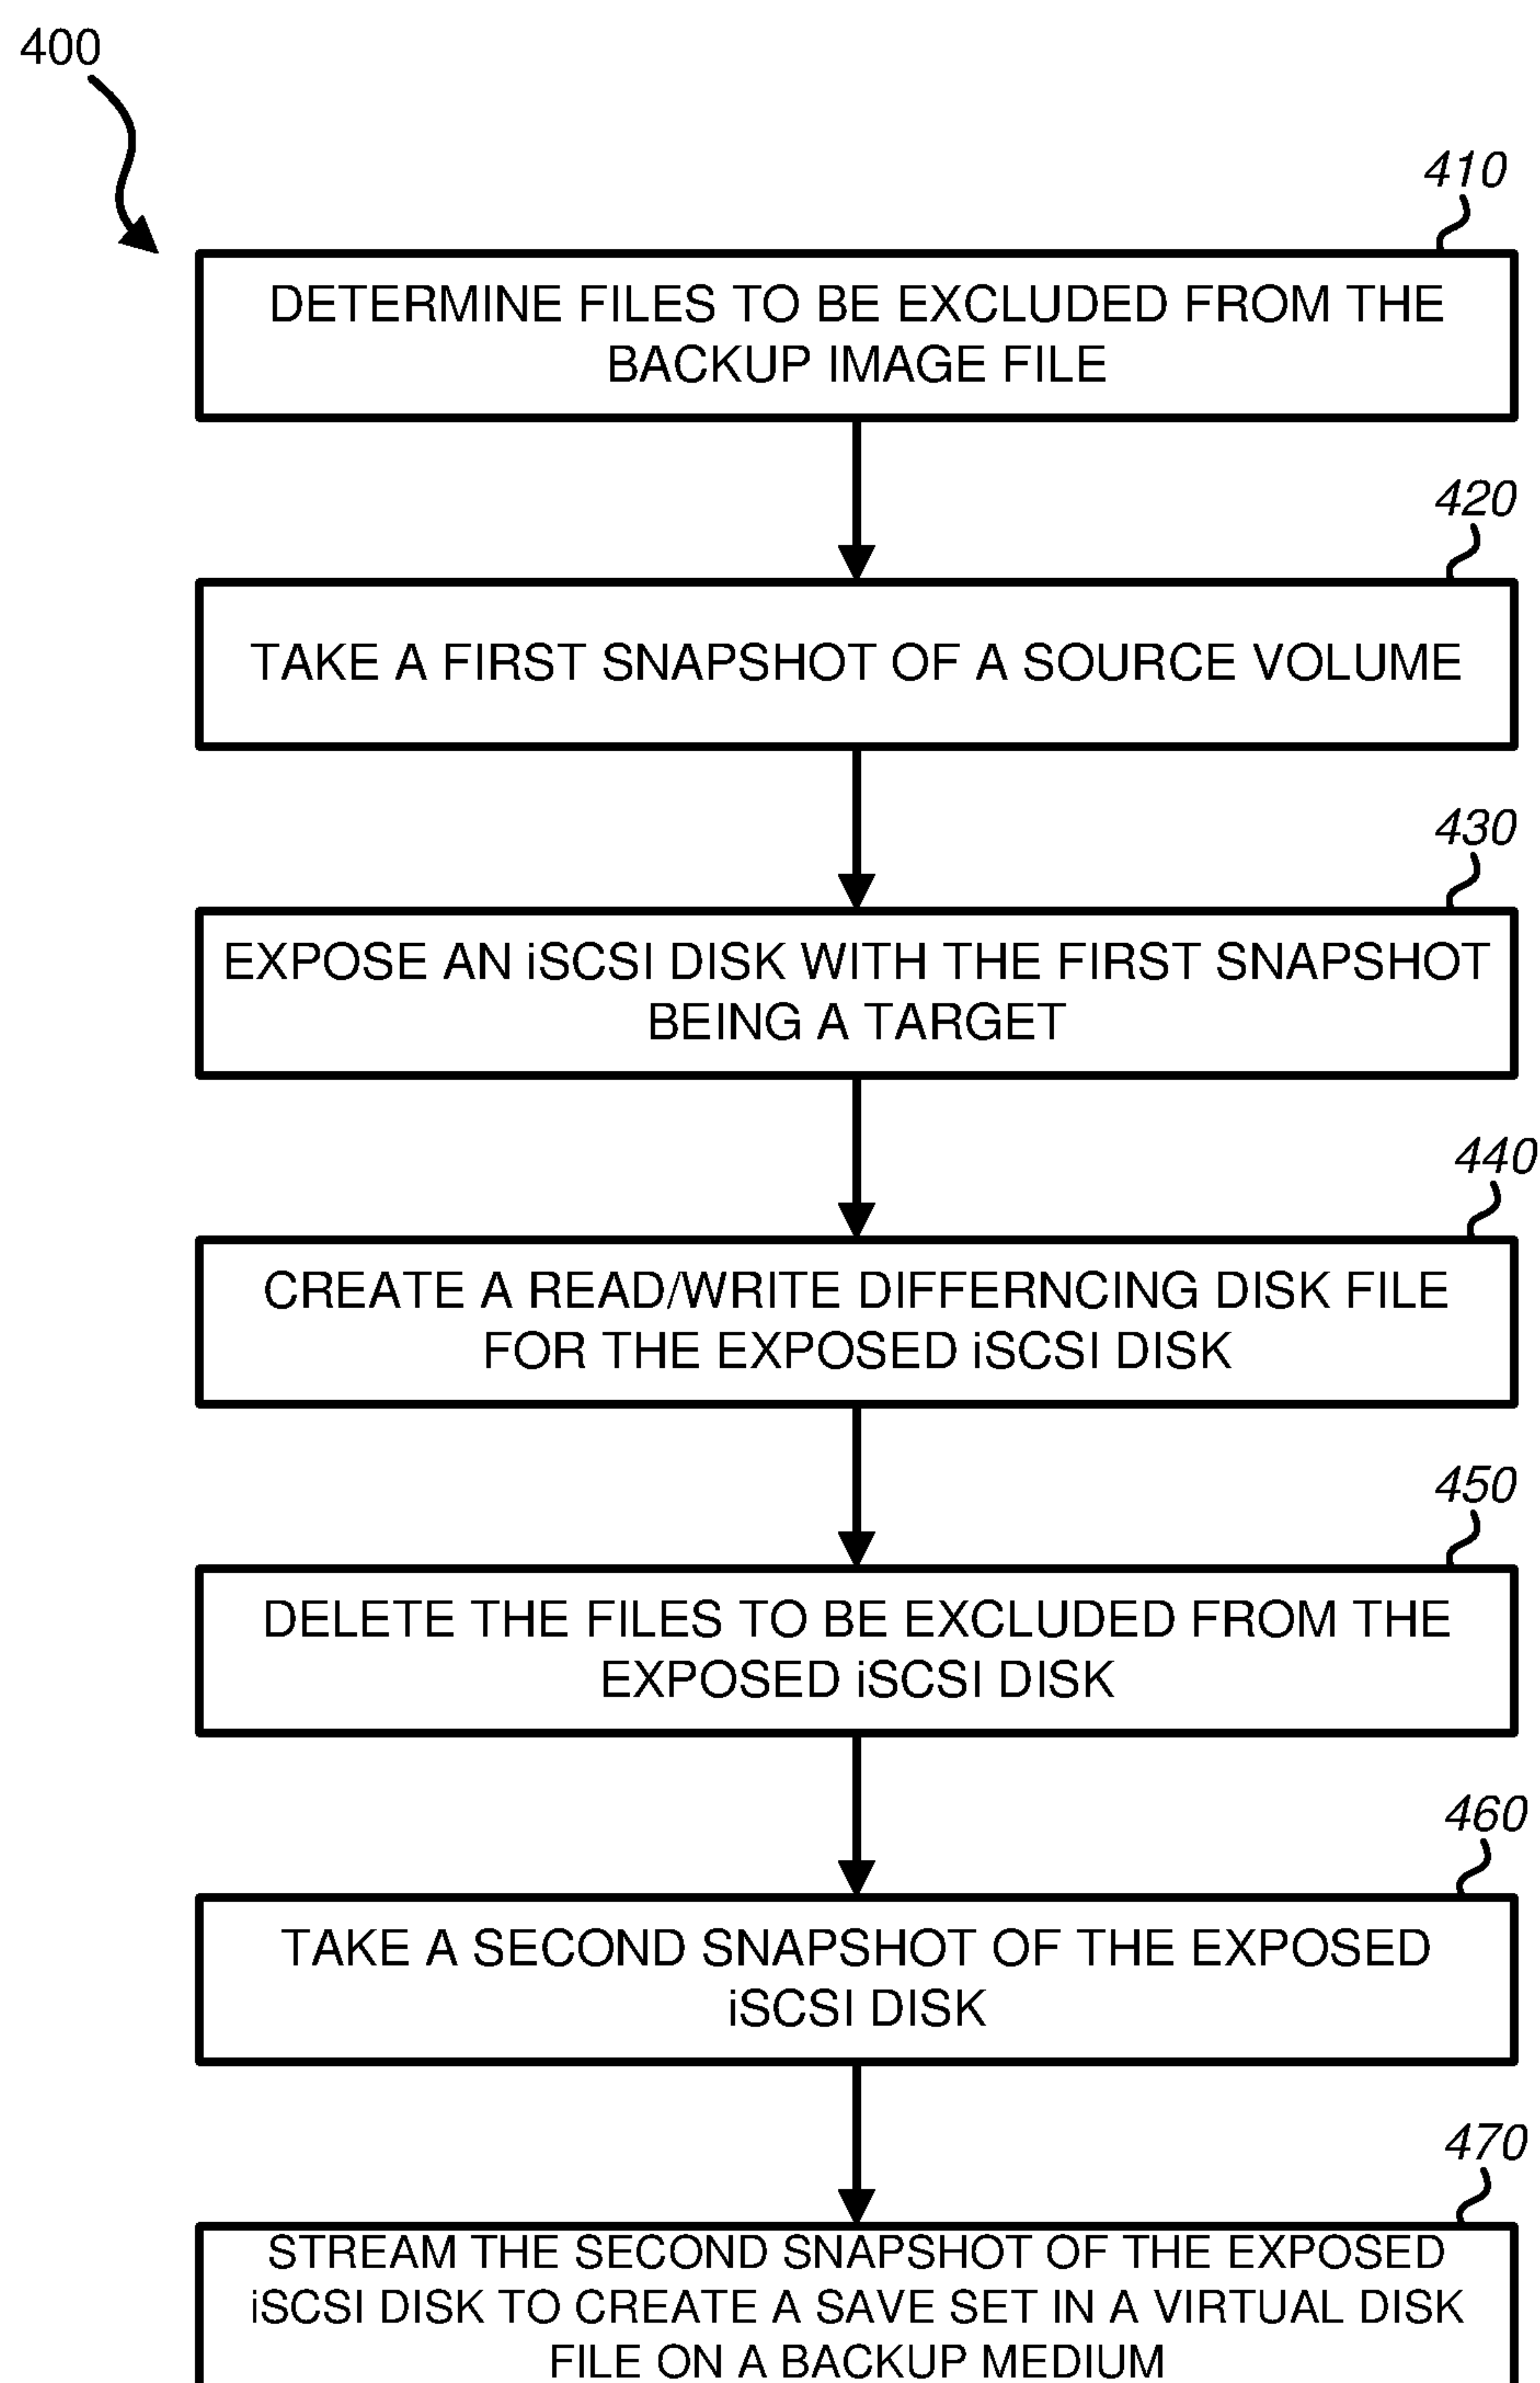 400
410
DETERMINE FILES TO BE EXCLUDED FROM THE
BACKUP IMAGE FILE
420
TAKE A FIRST SNAPSHOT OF A SOURCE VOLUME
430
EXPOSE AN iSCSI DISK WITH THE FIRST SNAPSHOT
BEING A TARGET
440
CREATE A READ/WRITE DIFFERNCING DISK FILE
FOR THE EXPOSED iSCSI DISK
450
DELETE THE FILES TO BE EXCLUDED FROM THE
EXPOSED iSCSI DISK
460
TAKE A SECOND SNAPSHOT OF THE EXPOSED
iSCSI DISK
470
STREAM THE SECOND SNAPSHOT OF THE EXPOSED
iSCSI DISK TO CREATE A SAVE SET IN A VIRTUAL DISK
FILE ON A BACKUP MEDIUM